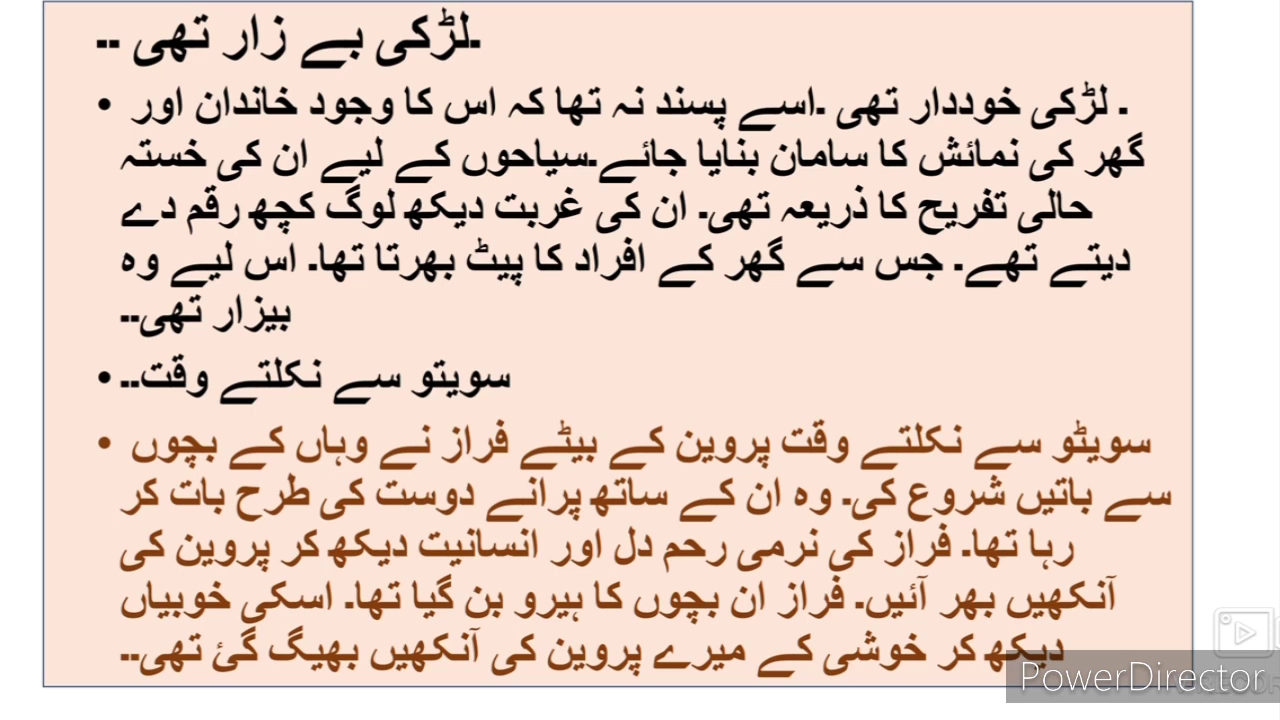 لڑکی بے زار تھی ۔۔
۔ لڑکی خوددار تھی ۔اسے پسند نہ تھا کہ اس کا وجود خاندان اور
گھر کی نمائش کا سامان بنایا جائے۔سیاحوں کے لیے ان کی خستہ
حالی تفریح کا ذریعہ تھی۔ ان کی غربت دیکھ لوگ کچھ رقم دے
دیتے تھے۔ جس سے گھر کے افراد کا پیٹ بھرتا تھا۔ اس لیے وہ
بیزار تھی۔۔
سویتو سے نکلتے وقت۔۔
سویٹو سے نکلتے وقت پروین کے بیٹے فراز نے وہاں کے بچوں
سے باتیں شروع کی۔ وہ ان کے ساتھ پرانے دوست کی طرح بات کر
رہا تھا۔ فراز کی نرمی رحم دل اور انسانیت دیکھ کر پروین کی
آنکھیں بھر آئیں۔ فراز ان بچوں کا ہیرو بن گیا تھا۔ اسکی خوبیاں
دیکھ کر خوشی کے میرے پروین کی آنکھیں بھیگ گئ تھی۔۔
PowerDirector